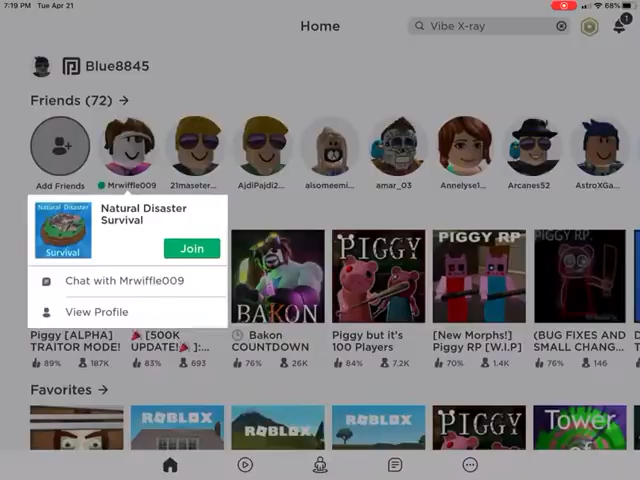 7:19 PM Tue Apr 21
68%
Home
Vibe X-ray
1
Blue8845
Friends (72)
Add Friends
Mrwiffle009
21maseter...
AjdiPajdi2...
aisomeemi...
amar_03
Annelyse1...
Arcanes52
AstroXGa...
Natural Disaster
Survival
Natural Disaster
Survival
Join
Chat with Mrwiffle009
View Profile
BAKON
PIGGY
PIGGY RP
PIGGY RP.
Piggy [ALPHA]
TRAITOR MODE!
[500K
UPDATE!
]:...
Bakon
COUNTDOWN
Piggy but it's
100 Players
[New Morphs!]
Piggy RP [W.I.P]
(BUG FIXES AND
SMALL CHANG...
89% 187K
83% 693
76% 26K
84% 7.2K
70% 1.4K
76% 146
Favorites
ROBLOX
ROBLOX
ROBLOX
PIGGY
Tower
of